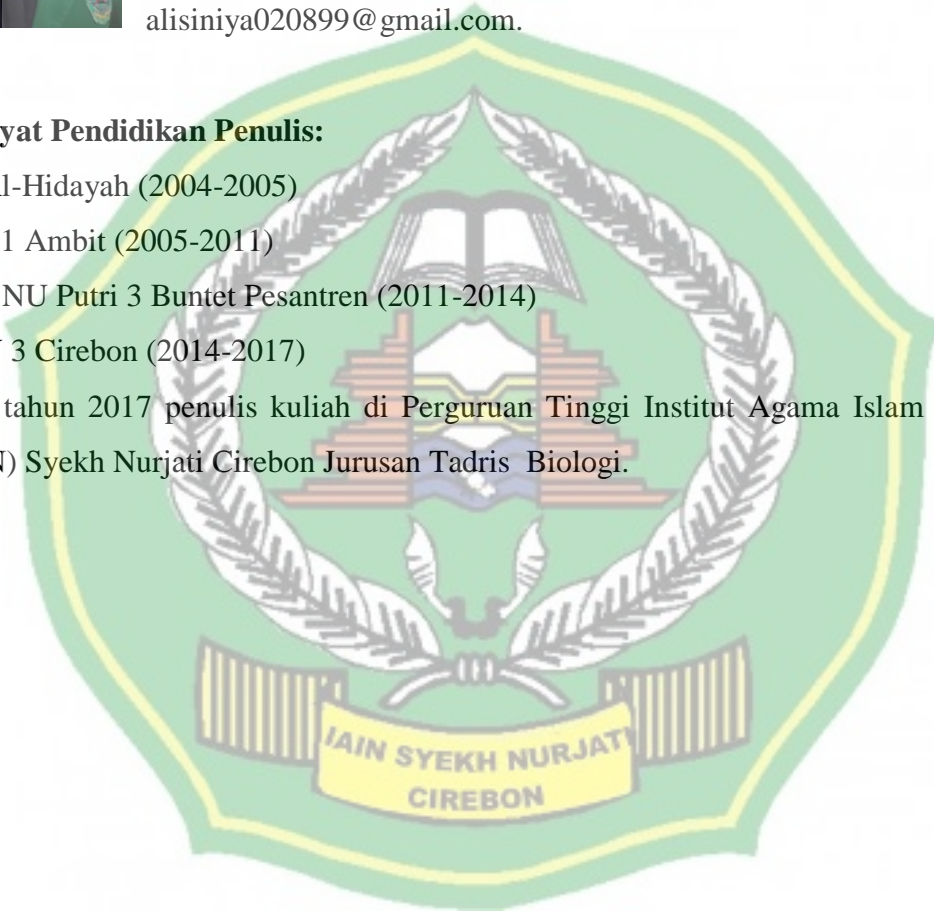 alisiniya020899@gmail.com.
yat Pendidikan Penulis:
l-Hidayah (2004-2005)
1 Ambit (2005-2011)
NU Putri 3 Buntet Pesantren (2011-2014)
3 Cirebon (2014-2017)
tahun 2017 penulis kuliah di Perguruan Tinggi Institut Agama Islam
N) Syekh Nurjati Cirebon Jurusan Tadris Biologi.
IAIN SYEKH NURJATI
CIREBON